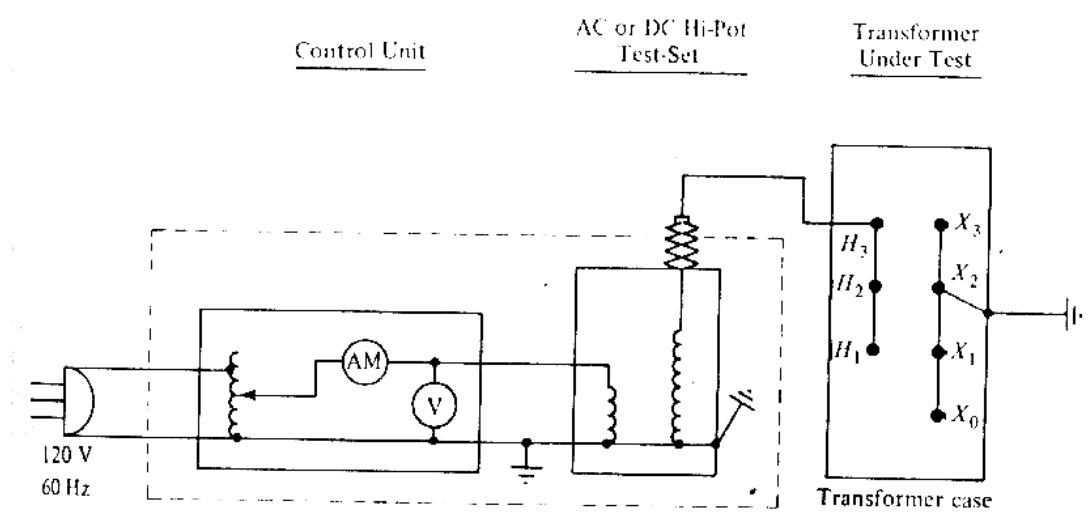 Control Unit
AC or DC Hi-Pot
Test-Set
Transformer
Under Test
H₃
H₂
H₁
X₃
X₂
X₁
X₀
AM
V
120 V
60 Hz
Transformer case